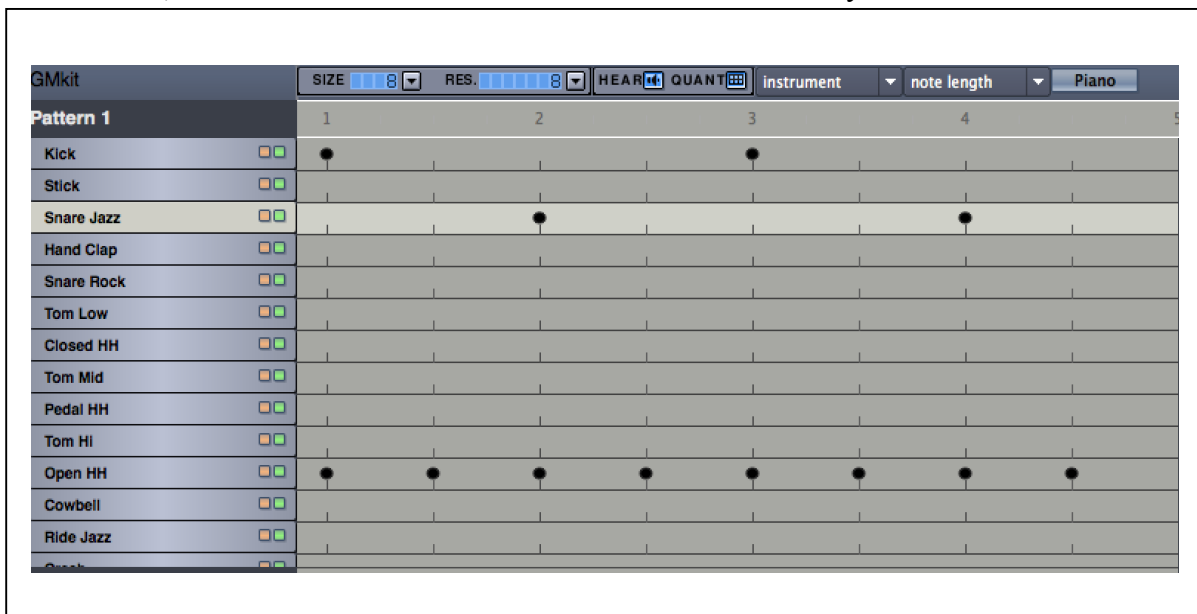 GMkit SIZE 8 RES. 8 HEAR QUANT instrument note length Piano
Pattern 1 1 2 3 4 5
Kick
Stick
Snare Jazz
Hand Clap
Snare Rock
Tom Low
Closed HH
Tom Mid
Pedal HH
Tom Hi
Open HH
Cowbell
Ride Jazz